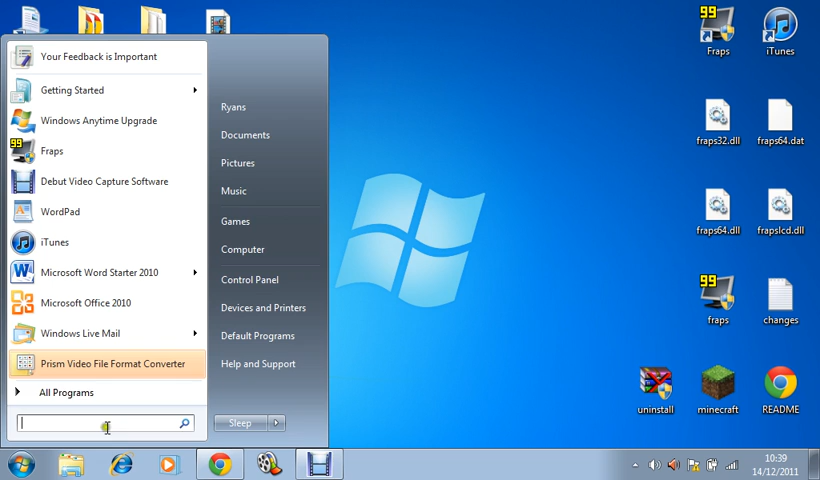 Your Feedback is Important
Getting Started
Windows Anytime Upgrade
99
Fraps
Debut Video Capture Software
WordPad
iTunes
Microsoft Word Starter 2010
Microsoft Office 2010
Windows Live Mail
Prism Video File Format Converter
All Programs
Ryans
Documents
Pictures
Music
Games
Computer
Control Panel
Devices and Printers
Default Programs
Help and Support
Sleep
99
Fraps
iTunes
fraps32.dll
fraps64.dat
fraps64.dll
frapslcd.dll
99
fraps
changes
uninstall
minecraft
README
10:39
14/12/2011